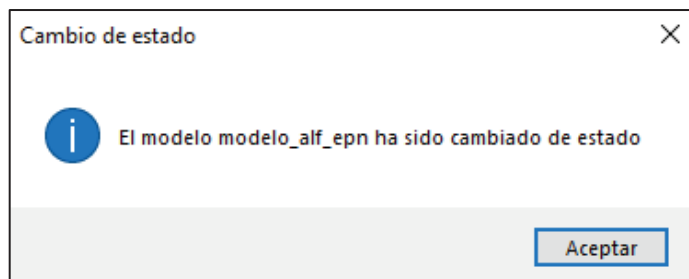 Cambio de estado
El modelo modelo_alf_epn ha sido cambiado de estado
Aceptar